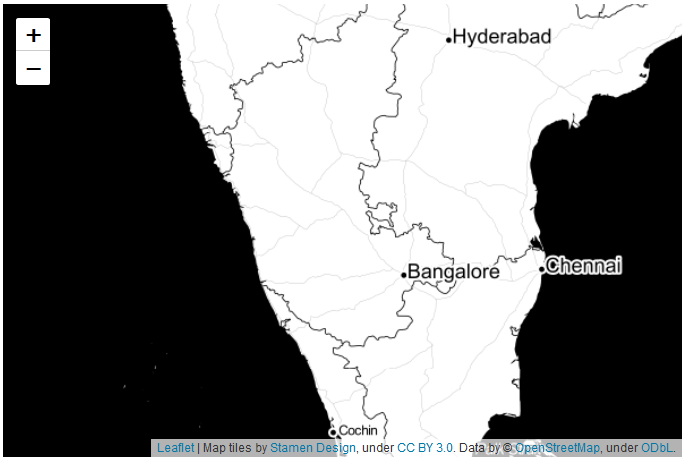 +
Hyderabad
−
Bangalore
Chennai
Cochin
Leaflet | Map tiles by Stamen Design, under CC BY 3.0. Data by © OpenStreetMap, under ODbL.